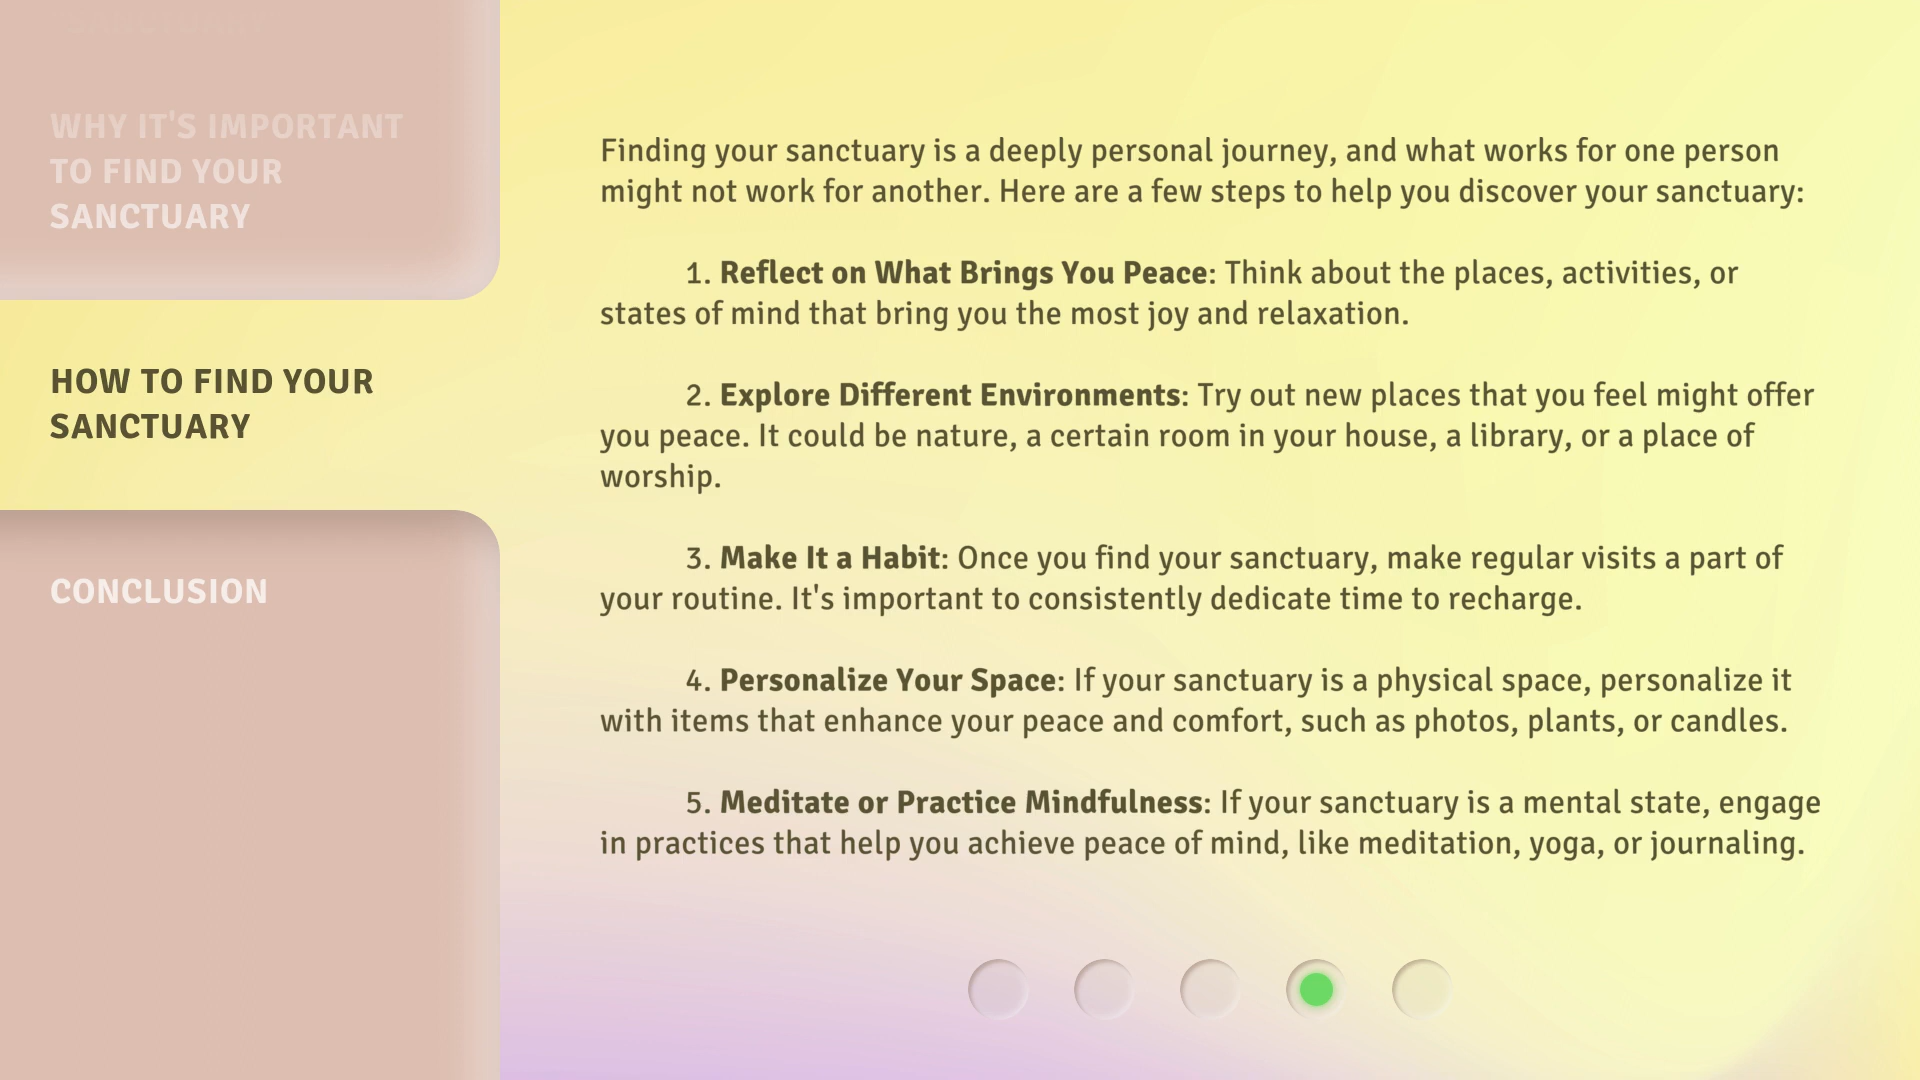 SANCTUARY
WHY IT'S IMPORTANT
TO FIND YOUR
SANCTUARY
HOW TO FIND YOUR
SANCTUARY
CONCLUSION
Finding your sanctuary is a deeply personal journey, and what works for one person
might not work for another. Here are a few steps to help you discover your sanctuary:
1. Reflect on What Brings You Peace: Think about the places, activities, or
states of mind that bring you the most joy and relaxation.
2. Explore Different Environments: Try out new places that you feel might offer
you peace. It could be nature, a certain room in your house, a library, or a place of
worship.
3. Make It a Habit: Once you find your sanctuary, make regular visits a part of
your routine. It's important to consistently dedicate time to recharge.
4. Personalize Your Space: If your sanctuary is a physical space, personalize it
with items that enhance your peace and comfort, such as photos, plants, or candles.
5. Meditate or Practice Mindfulness: If your sanctuary is a mental state, engage
in practices that help you achieve peace of mind, like meditation, yoga, or journaling.